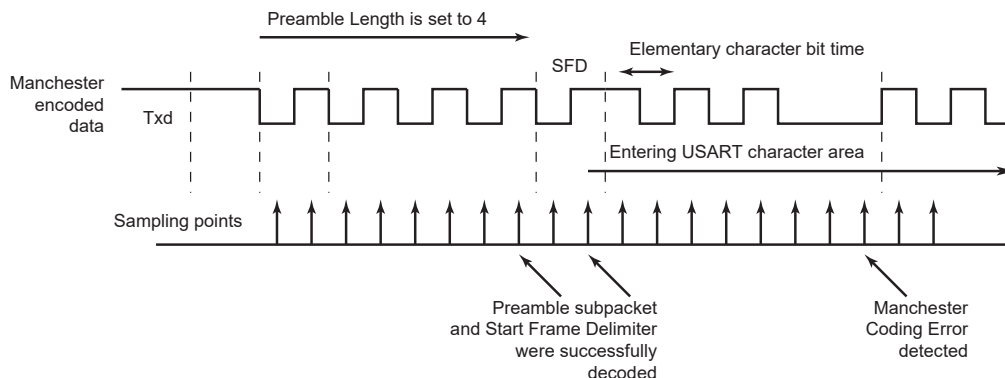 Preamble Length is set to 4
Elementary character bit time
SFD
Manchester
encoded
data
Txd
Entering USART character area
Sampling points
Preamble subpacket
and Start Frame Delimiter
were successfully
decoded
Manchester
Coding Error
detected